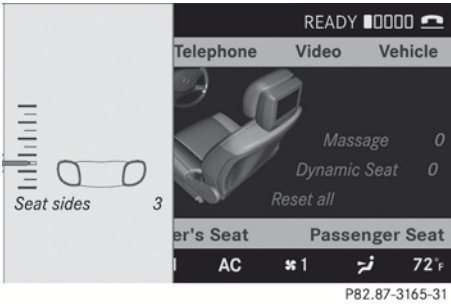 READY
Telephone Video Vehicle
Massage 0
Dynamic Seat 0
Seat sides 3
Reset all
er's Seat Passenger Seat
AC 1 72°F
P82.87-3165-31